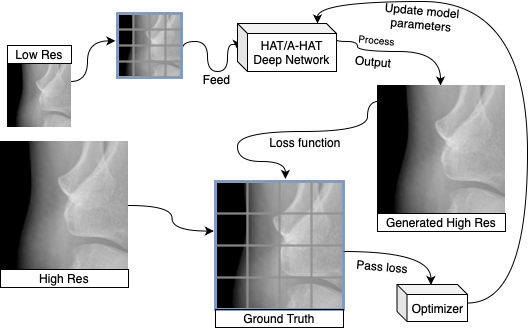 Low Res
Feed
HAT/A-HAT
Deep Network
Update model
parameters
Process
Output
Loss function
Generated High Res
High Res
Ground Truth
Pass loss
Optimizer